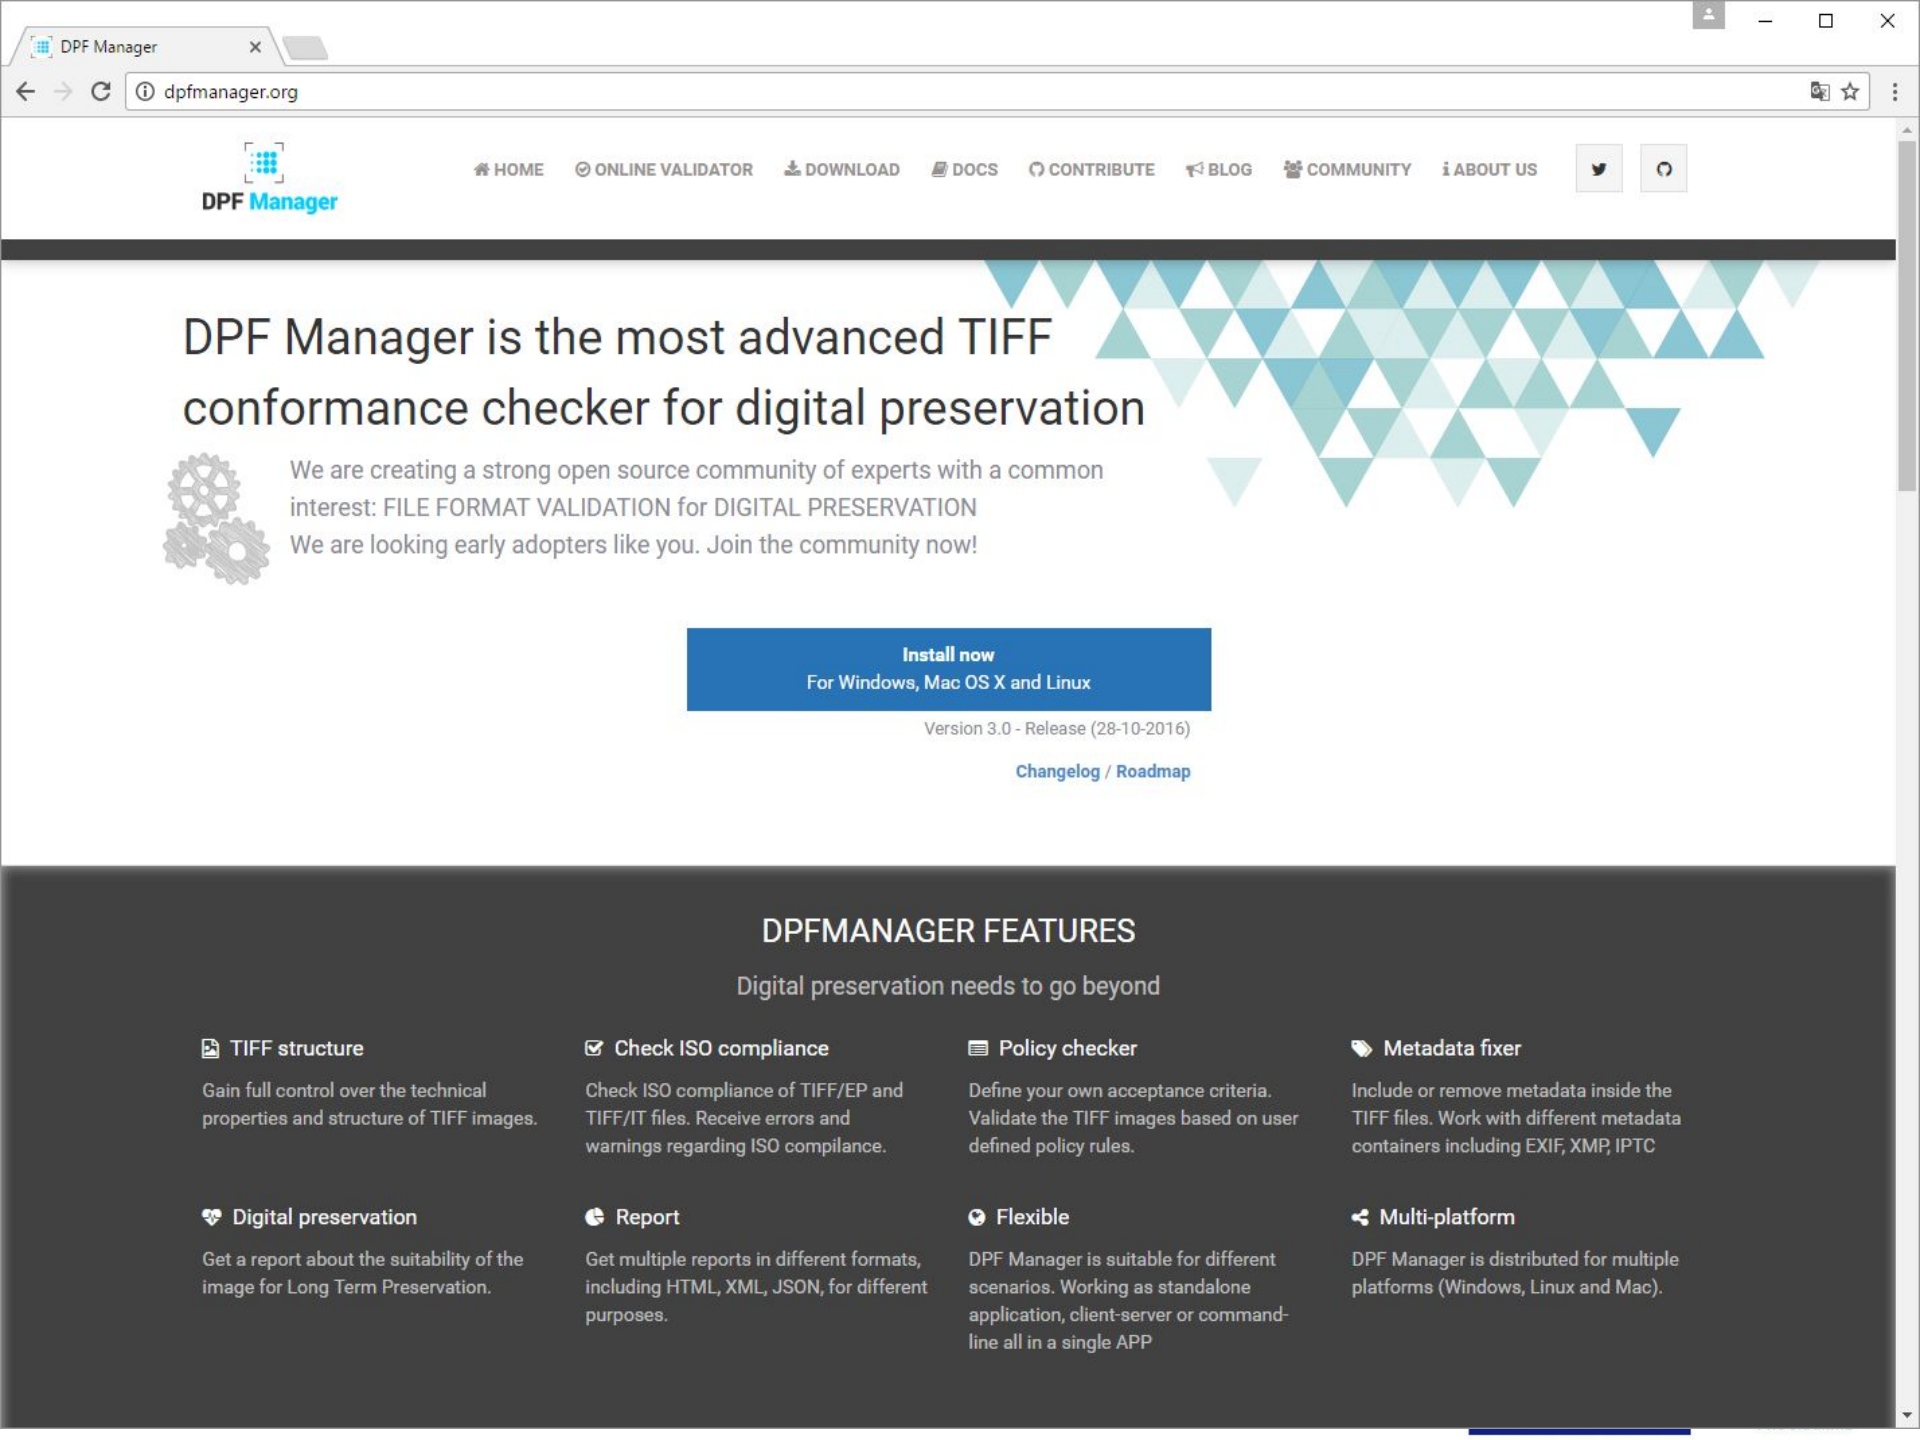 DPF Manager
dpfmanager.org
DPF Manager
HOME ONLINE VALIDATOR DOWNLOAD DOCS CONTRIBUTE BLOG COMMUNITY ABOUT US
DPF Manager is the most advanced TIFF
conformance checker for digital preservation
We are creating a strong open source community of experts with a common
interest: FILE FORMAT VALIDATION for DIGITAL PRESERVATION
We are looking early adopters like you. Join the community now!
Install now
For Windows, Mac OS X and Linux
Version 3.0 - Release (28-10-2016)
Changelog / Roadmap
DPFMANAGER FEATURES
Digital preservation needs to go beyond
TIFF structure
Gain full control over the technical
properties and structure of TIFF images.
Check ISO compliance
Check ISO compliance of TIFF/EP and
TIFF/IT files. Receive errors and
warnings regarding ISO compilance.
Policy checker
Define your own acceptance criteria.
Validate the TIFF images based on user
defined policy rules.
Metadata fixer
Include or remove metadata inside the
TIFF files. Work with different metadata
containers including EXIF, XMP, IPTC
Digital preservation
Get a report about the suitability of the
image for Long Term Preservation.
Report
Get multiple reports in different formats,
including HTML, XML, JSON, for different
purposes.
Flexible
DPF Manager is suitable for different
scenarios. Working as standalone
application, client-server or command-
line all in a single APP
Multi-platform
DPF Manager is distributed for multiple
platforms (Windows, Linux and Mac).